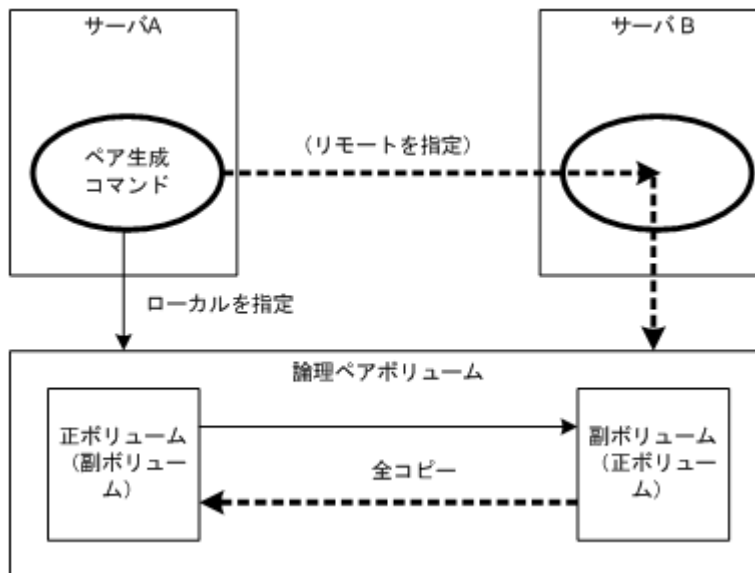 サーバA
サーバ B
ペア生成
コマンド
（リモートを指定）
ローカルを指定
論理ペアボリューム
正ボリューム
（副ボリュー
ム）
全コピー
副ボリューム
（正ボリュー
ム）